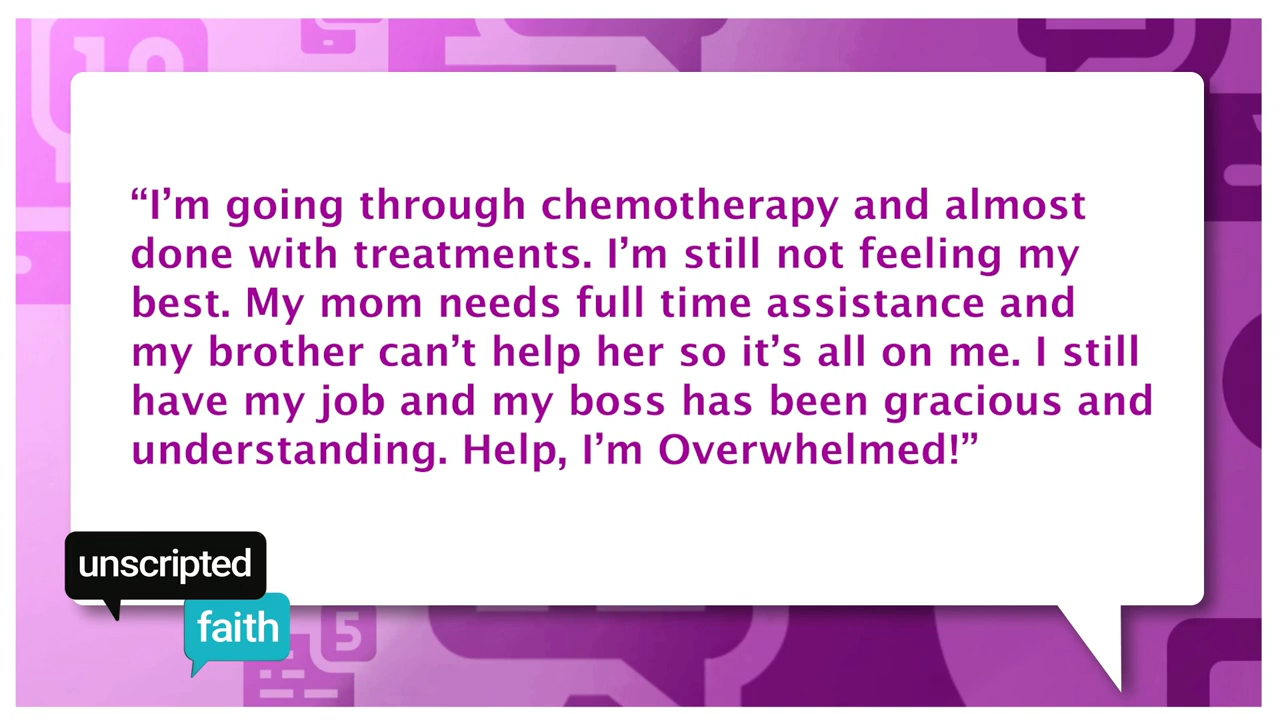 “I’m going through chemotherapy and almost
done with treatments. I’m still not feeling my
best. My mom needs full time assistance and
my brother can’t help her so it’s all on me. I still
have my job and my boss has been gracious and
understanding. Help, I’m Overwhelmed!”
unscripted
faith
10
5